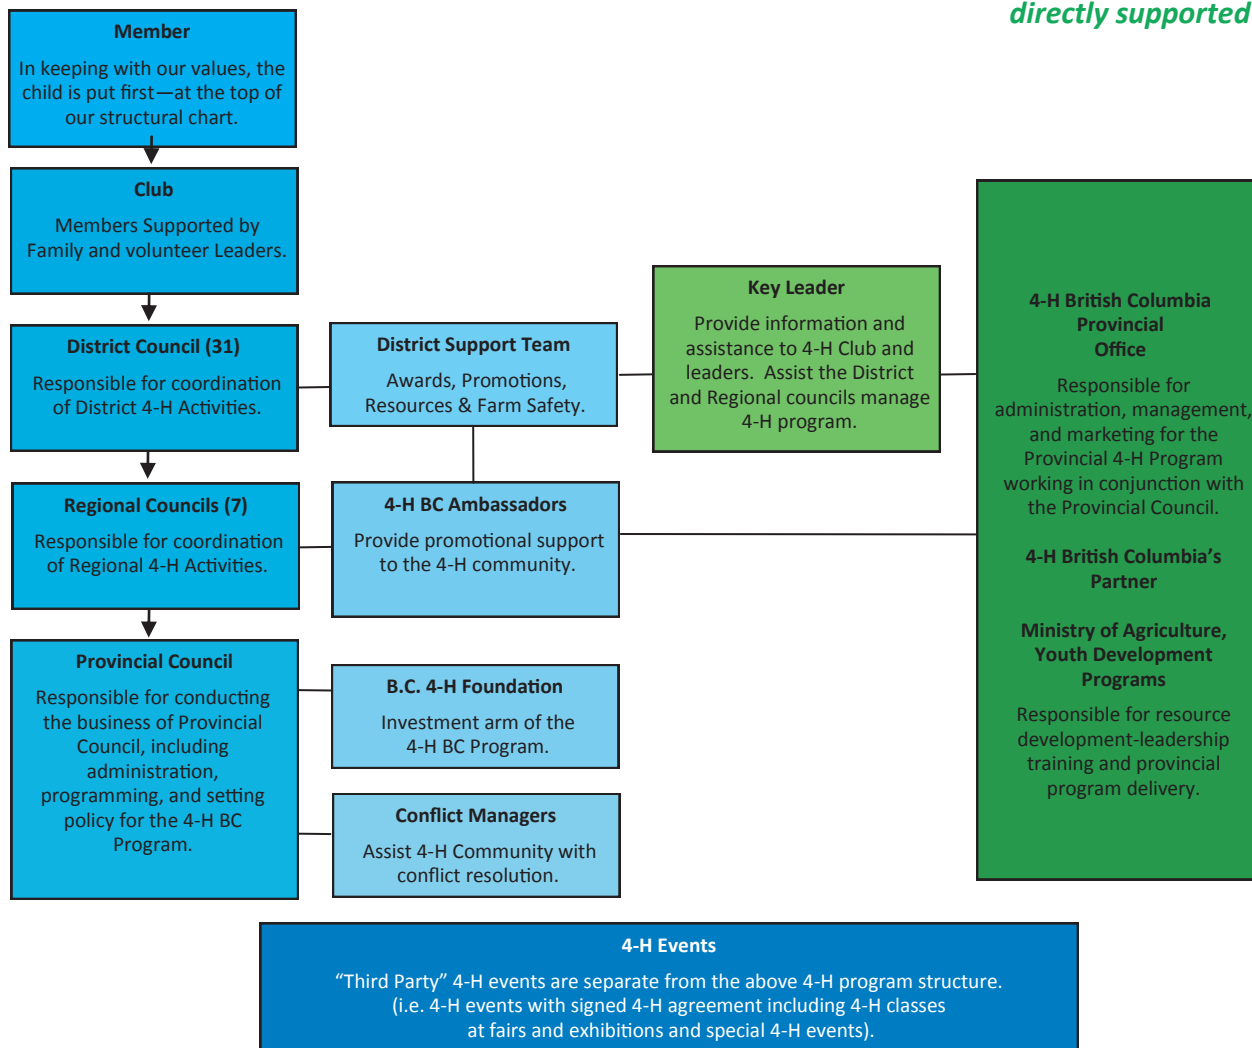 directly supported
Member
In keeping with our values, the
child is put first—at the top of
our structural chart.
Club
Members Supported by
Family and volunteer Leaders.
District Council (31)
Responsible for coordination
of District 4-H Activities.
District Support Team
Awards, Promotions,
Resources & Farm Safety.
Key Leader
Provide information and
assistance to 4-H Club and
leaders. Assist the District
and Regional councils manage
4-H program.
Regional Councils (7)
Responsible for coordination
of Regional 4-H Activities.
4-H BC Ambassadors
Provide promotional support
to the 4-H community.
Provincial Council
Responsible for conducting
the business of Provincial
Council, including
administration,
programming, and setting
policy for the 4-H BC
Program.
B.C. 4-H Foundation
Investment arm of the
4-H BC Program.
Conflict Managers
Assist 4-H Community with
conflict resolution.
4-H British Columbia
Provincial
Office
Responsible for
administration, management,
and marketing for the
Provincial 4-H Program
working in conjunction with
the Provincial Council.
4-H British Columbia’s
Partner
Ministry of Agriculture,
Youth Development
Programs
Responsible for resource
development-leadership
training and provincial
program delivery.
4-H Events
“Third Party” 4-H events are separate from the above 4-H program structure.
(i.e. 4-H events with signed 4-H agreement including 4-H classes
at fairs and exhibitions and special 4-H events).